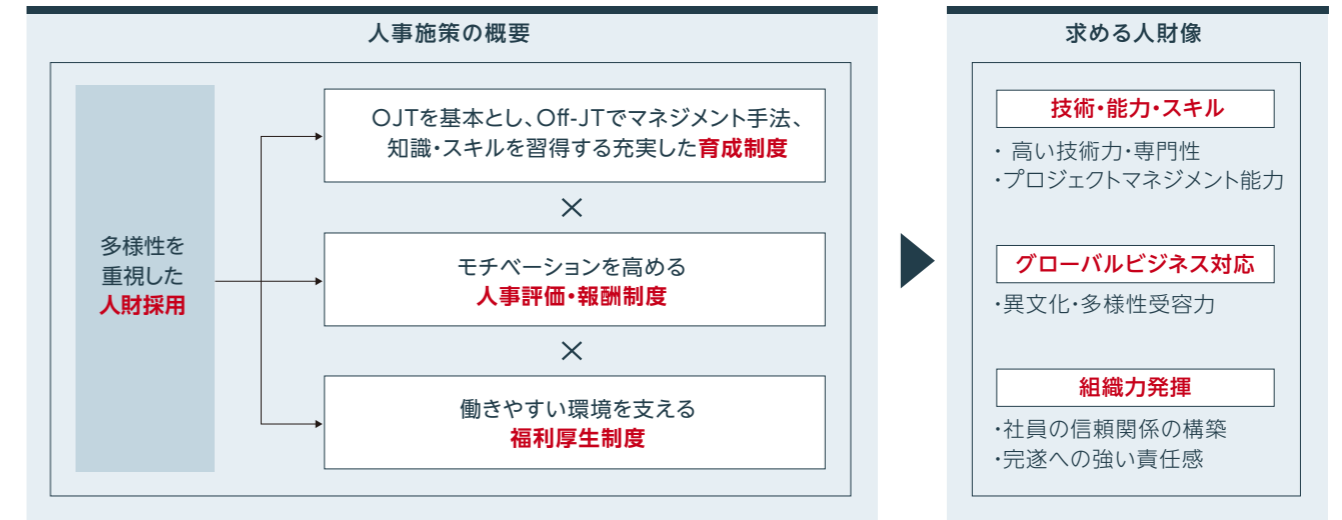 人事施策の概要
多様性を
重視した
人財採用
OJTを基本とし、Off-JTでマネジメント手法、
知識・スキルを習得する充実した育成制度
×
モチベーションを高める
人事評価・報酬制度
×
働きやすい環境を支える
福利厚生制度
求める人財像
技術・能力・スキル
・ 高い技術力・専門性
・プロジェクトマネジメント能力
グローバルビジネス対応
・異文化・多様性受容力
組織力発揮
・社員の信頼関係の構築
・完遂への強い責任感